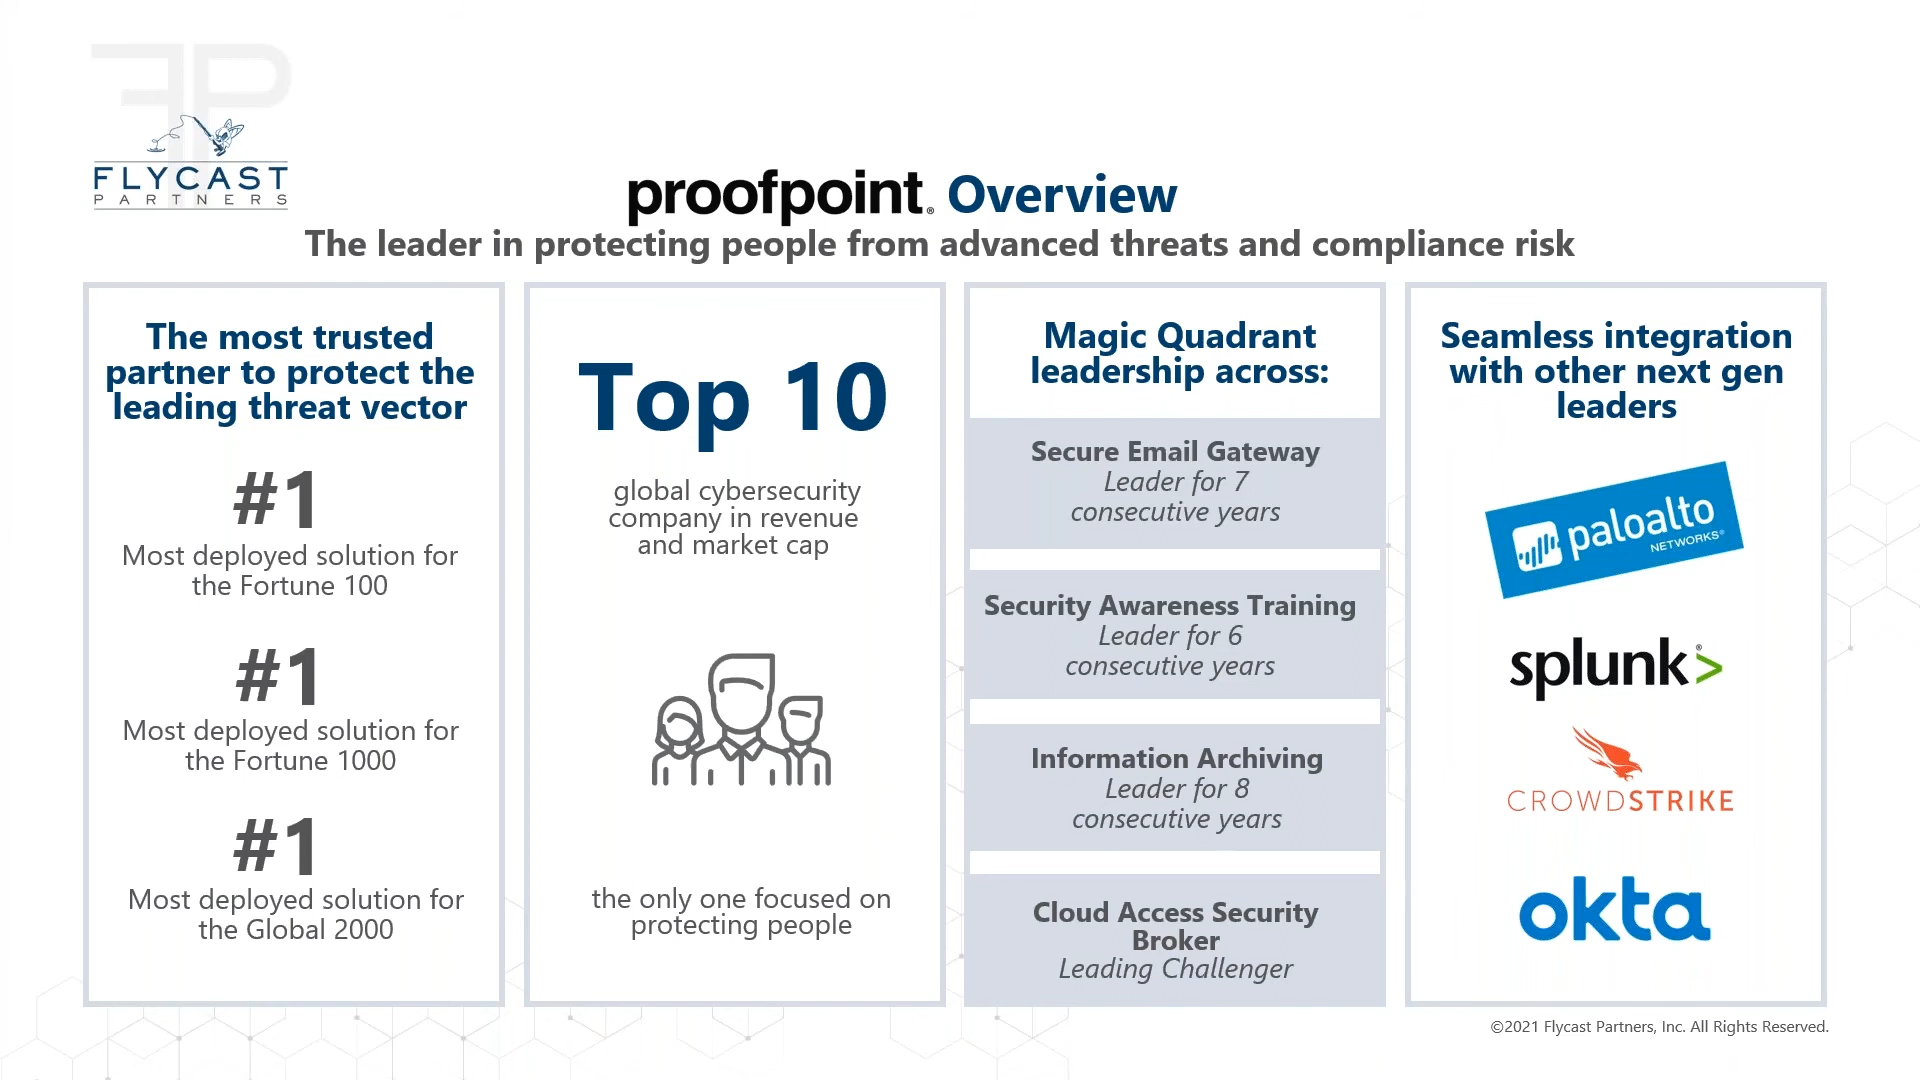 FP
FLYCAST
PARTNERS
proofpoint® Overview
The leader in protecting people from advanced threats and compliance risk
The most trusted
partner to protect the
leading threat vector
#1
Most deployed solution for
the Fortune 100
#1
Most deployed solution for
the Fortune 1000
#1
Most deployed solution for
the Global 2000
Top 10
global cybersecurity
company in revenue
and market cap
the only one focused on
protecting people
Magic Quadrant
leadership across:
Secure Email Gateway
Leader for 7
consecutive years
Security Awareness Training
Leader for 6
consecutive years
Information Archiving
Leader for 8
consecutive years
Cloud Access Security
Broker
Leading Challenger
Seamless integration
with other next gen
leaders
paloalto
NETWORKS®
splunk®>
CROWDSTRIKE
okta
©2021 Flycast Partners, Inc. All Rights Reserved.